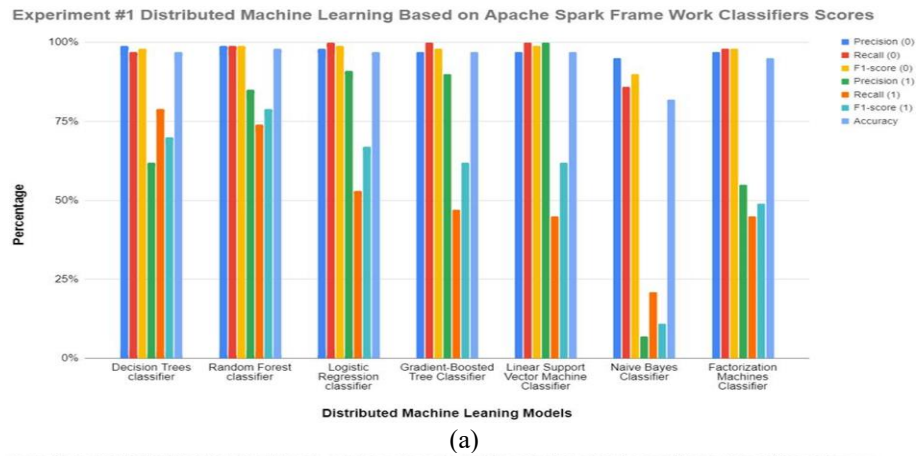 Experiment #1 Distributed Machine Learning Based on Apache Spark Frame Work Classifiers Scores
100%
75%
50%
25%
0%
Percentage
Precision (0)
Recall (0)
F1-score (0)
Precision (1)
Recall (1)
F1-score (1)
Accuracy
Decision Trees
classifier
Random Forest
classifier
Logistic
Regression
classifier
Gradient-Boosted
Tree Classifier
Linear Support
Vector Machine
Classifier
Naive Bayes
Classifier
Factorization
Machines
Classifier
Distributed Machine Leaning Models
(a)